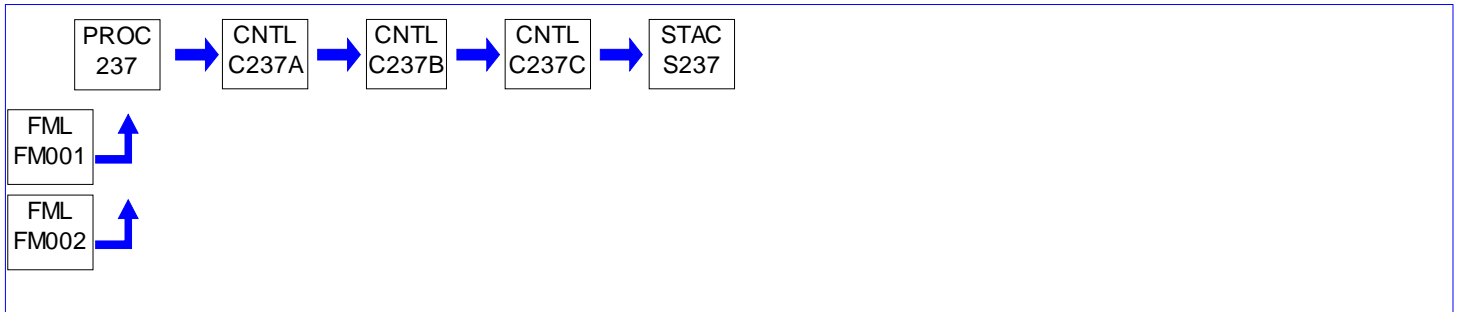 PROC
237
CNTL
C237A
CNTL
C237B
CNTL
C237C
STAC
S237
FML
FM001
FML
FM002